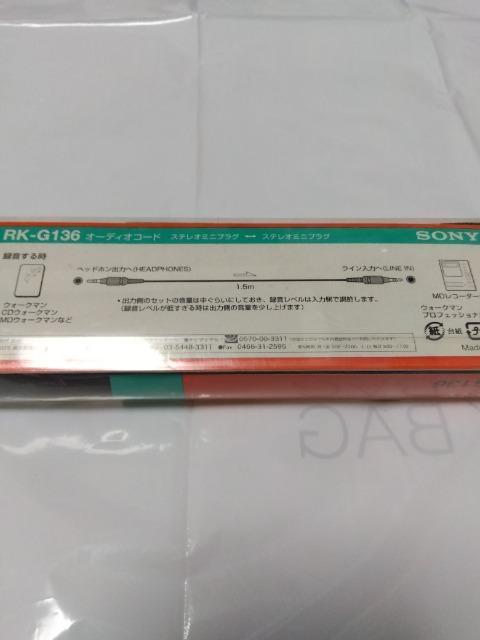 RK-G136 オーディオコード ステレオミニプラグ ↔ ステレオミニプラグ SONY
録音する時
ヘッドホン出力へ(HEADPHONES)
ライン入力へ(LINE IN)
1.5m
MDレコーダー
・出力側のセットの音量は中ぐらいにしておき、録音レベルは入力側で調節します。
(録音レベルが低すぎる時は出力側の音量を少し上げます)
ウォークマン
CDウォークマン
MDウォークマンなど
ウォークマン
プロフェッショナ
紙 台紙
0570-00-3311
03-5448-3311 ●Fax 0466-31-2595
Made
G136
BAG